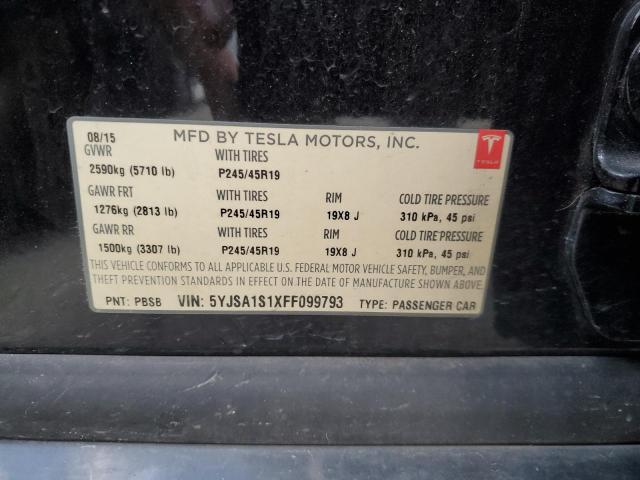 08/15 MFD BY TESLA MOTORS, INC.
GVWR WITH TIRES
2590kg (5710 lb) P245/45R19
GAWR FRT WITH TIRES RIM COLD TIRE PRESSURE
1276kg (2813 lb) P245/45R19 19X8 J 310 kPa, 45 psi
GAWR RR WITH TIRES RIM COLD TIRE PRESSURE
1500kg (3307 lb) P245/45R19 19X8 J 310 kPa, 45 psi
THIS VEHICLE CONFORMS TO ALL APPLICABLE U.S. FEDERAL MOTOR VEHICLE SAFETY, BUMPER, AND
THEFT PREVENTION STANDARDS IN EFFECT ON THE DATE OF MANUFACTURE SHOWN ABOVE.
PNT: PBSB VIN: 5YJSA1S1XFF099793 TYPE: PASSENGER CAR
TESLA